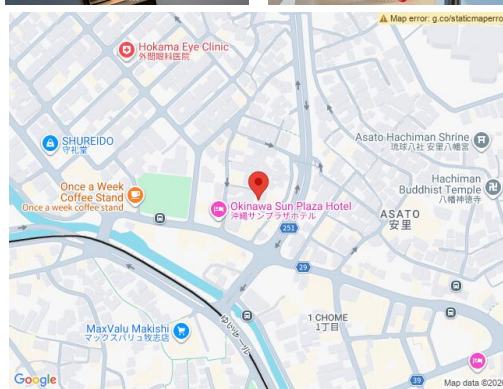 Map error: g.co/staticmaperro
Hokama Eye Clinic
外間眼科医院
SHUREIDO
守礼堂
Asato Hachiman Shrine
琉球八社 安里八幡宮
Once a Week
Coffee Stand
Once a week coffee stand
Hachiman
Buddhist Temple
八幡神徳寺
Okinawa Sun Plaza Hotel
沖縄サンプラザホテル
ASATO
安里
251
29
ゆいレール
1 CHOME
1丁目
MaxValu Makishi
マックスバリュ牧志店
39
Google
Map data ©202